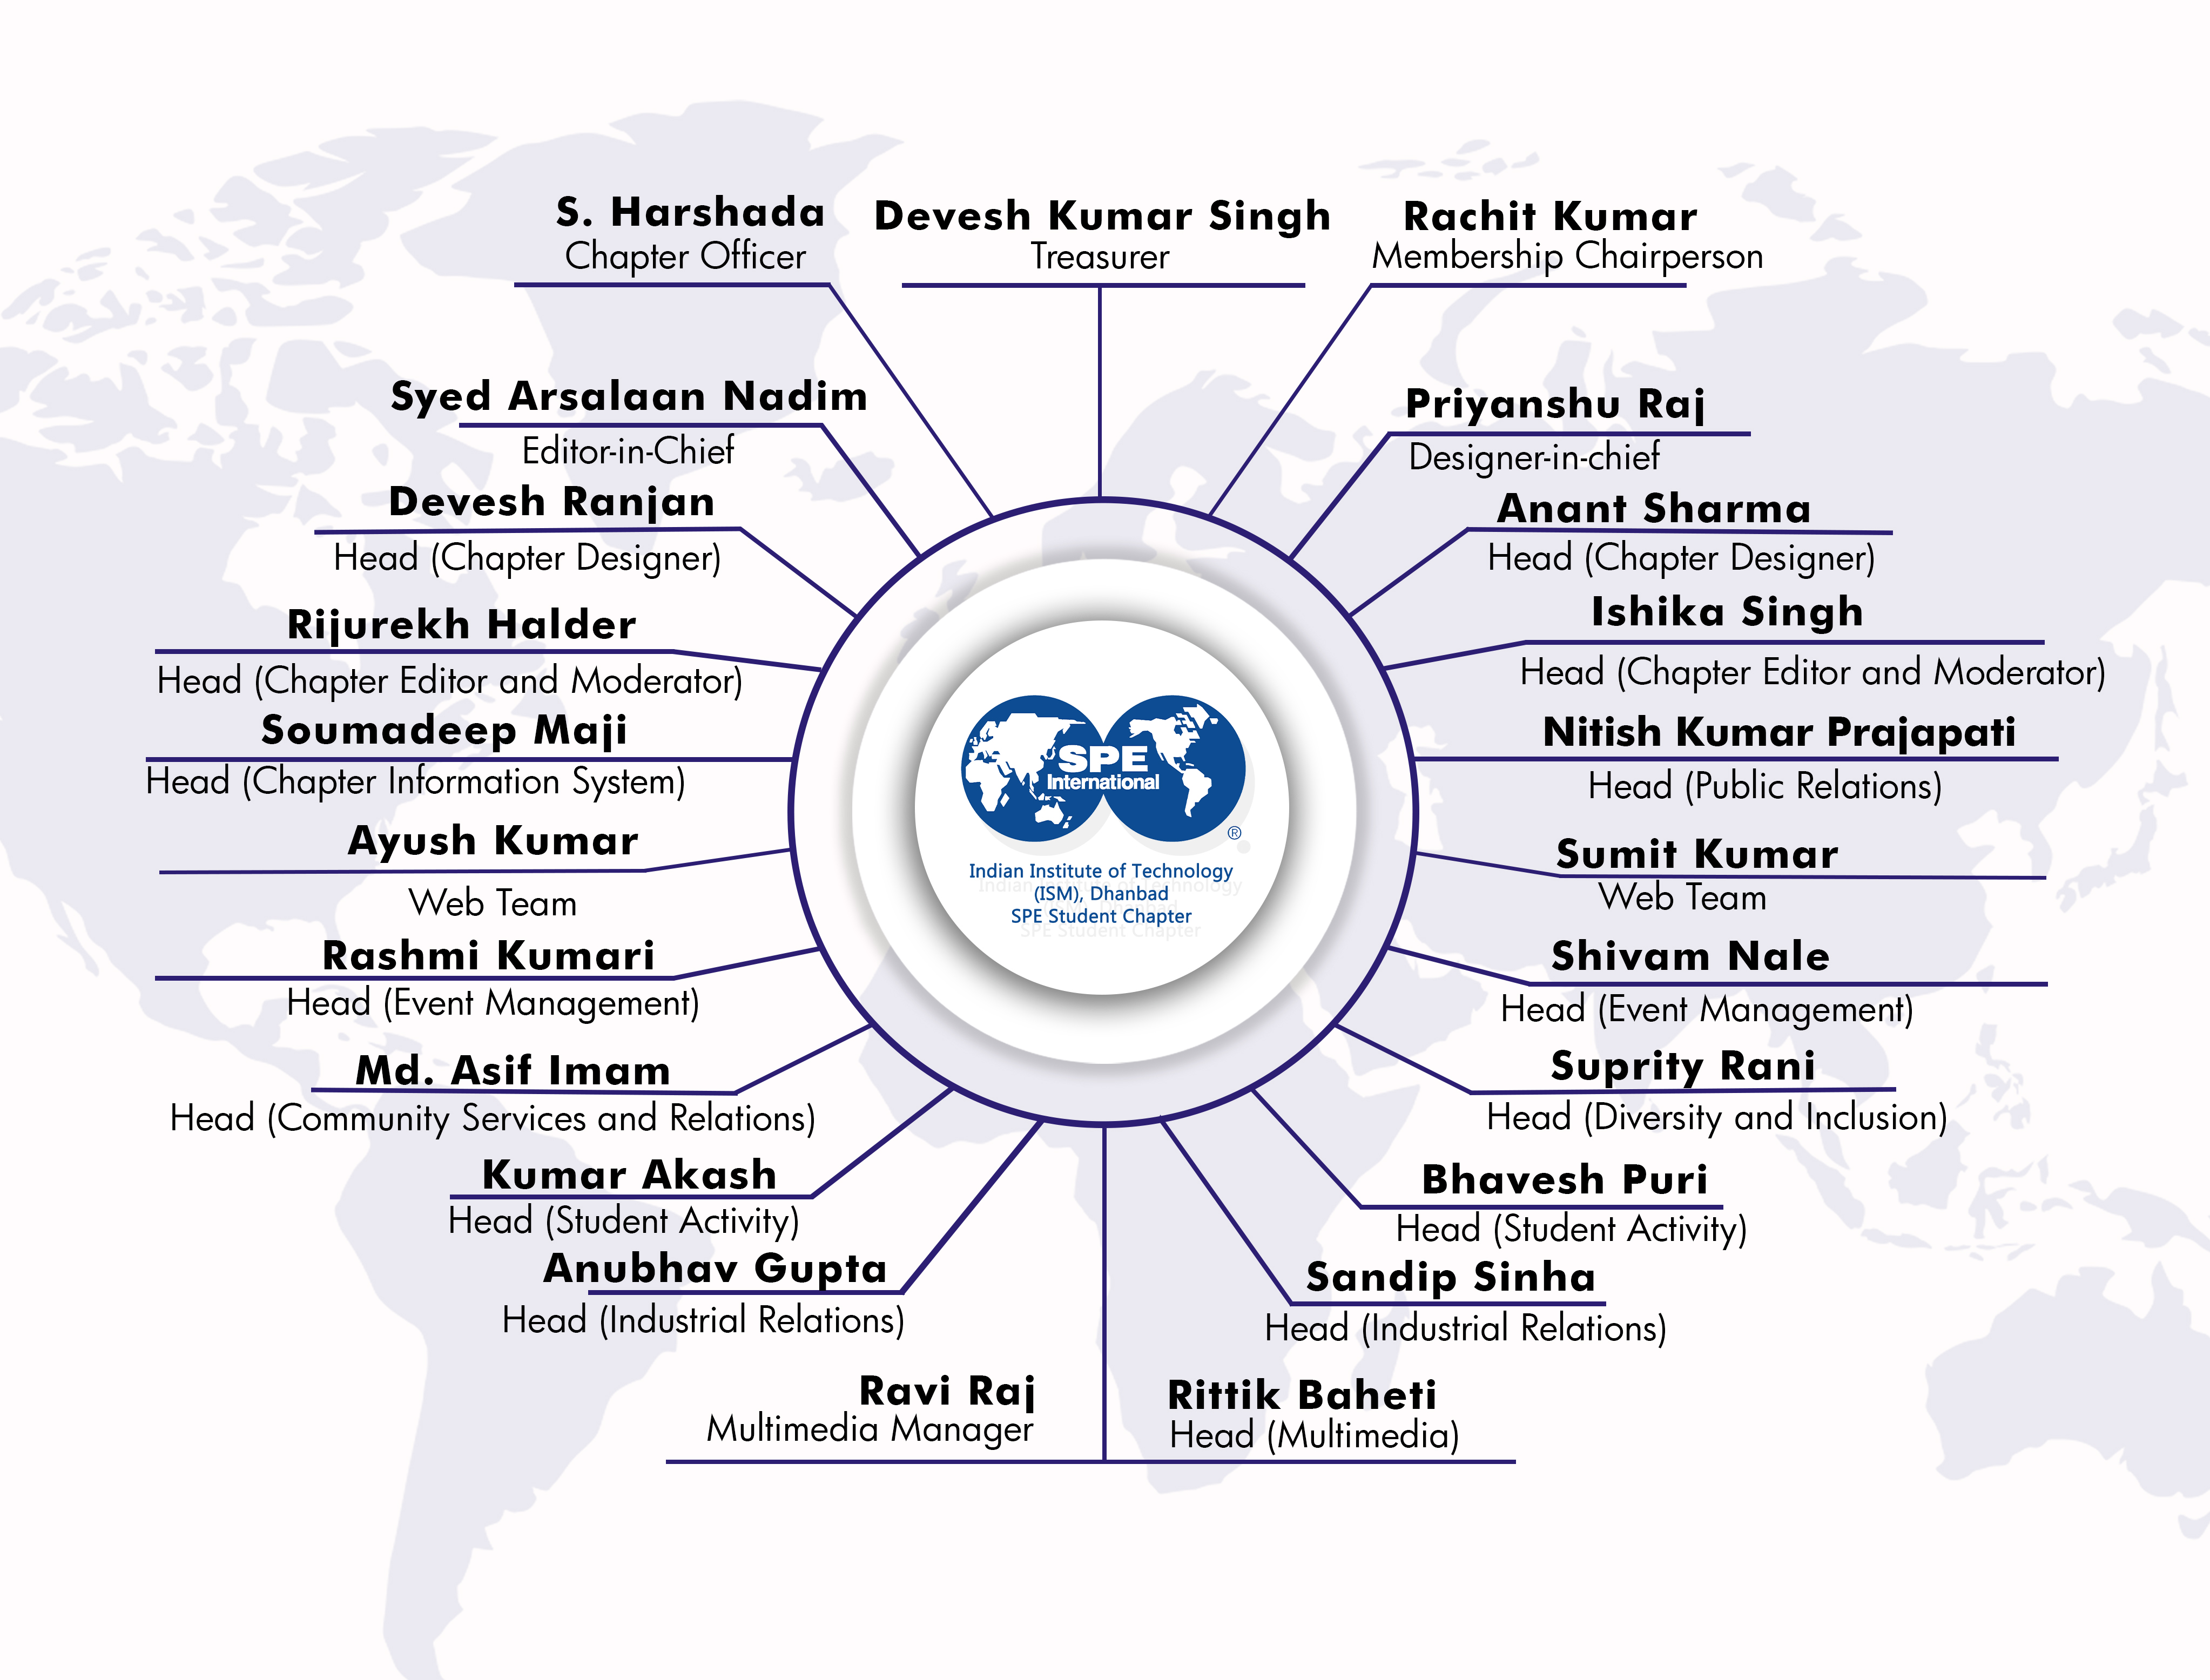 S. Harshada
Chapter Officer
Devesh Kumar Singh
Treasurer
Rachit Kumar
Membership Chairperson
Syed Arsalaan Nadim
Editor-in-Chief
Priyanshu Raj
Designer-in-chief
Devesh Ranjan
Head (Chapter Designer)
Anant Sharma
Head (Chapter Designer)
Rijurekh Halder
Head (Chapter Editor and Moderator)
Ishika Singh
Head (Chapter Editor and Moderator)
Soumadeep Maji
Head (Chapter Information System)
Nitish Kumar Prajapati
Head (Public Relations)
SPE
International
®
Indian Institute of Technology
(ISM), Dhanbad
SPE Student Chapter
Ayush Kumar
Web Team
Sumit Kumar
Web Team
Rashmi Kumari
Head (Event Management)
Shivam Nale
Head (Event Management)
Md. Asif Imam
Head (Community Services and Relations)
Suprity Rani
Head (Diversity and Inclusion)
Kumar Akash
Head (Student Activity)
Bhavesh Puri
Head (Student Activity)
Anubhav Gupta
Head (Industrial Relations)
Sandip Sinha
Head (Industrial Relations)
Ravi Raj
Multimedia Manager
Rittik Baheti
Head (Multimedia)